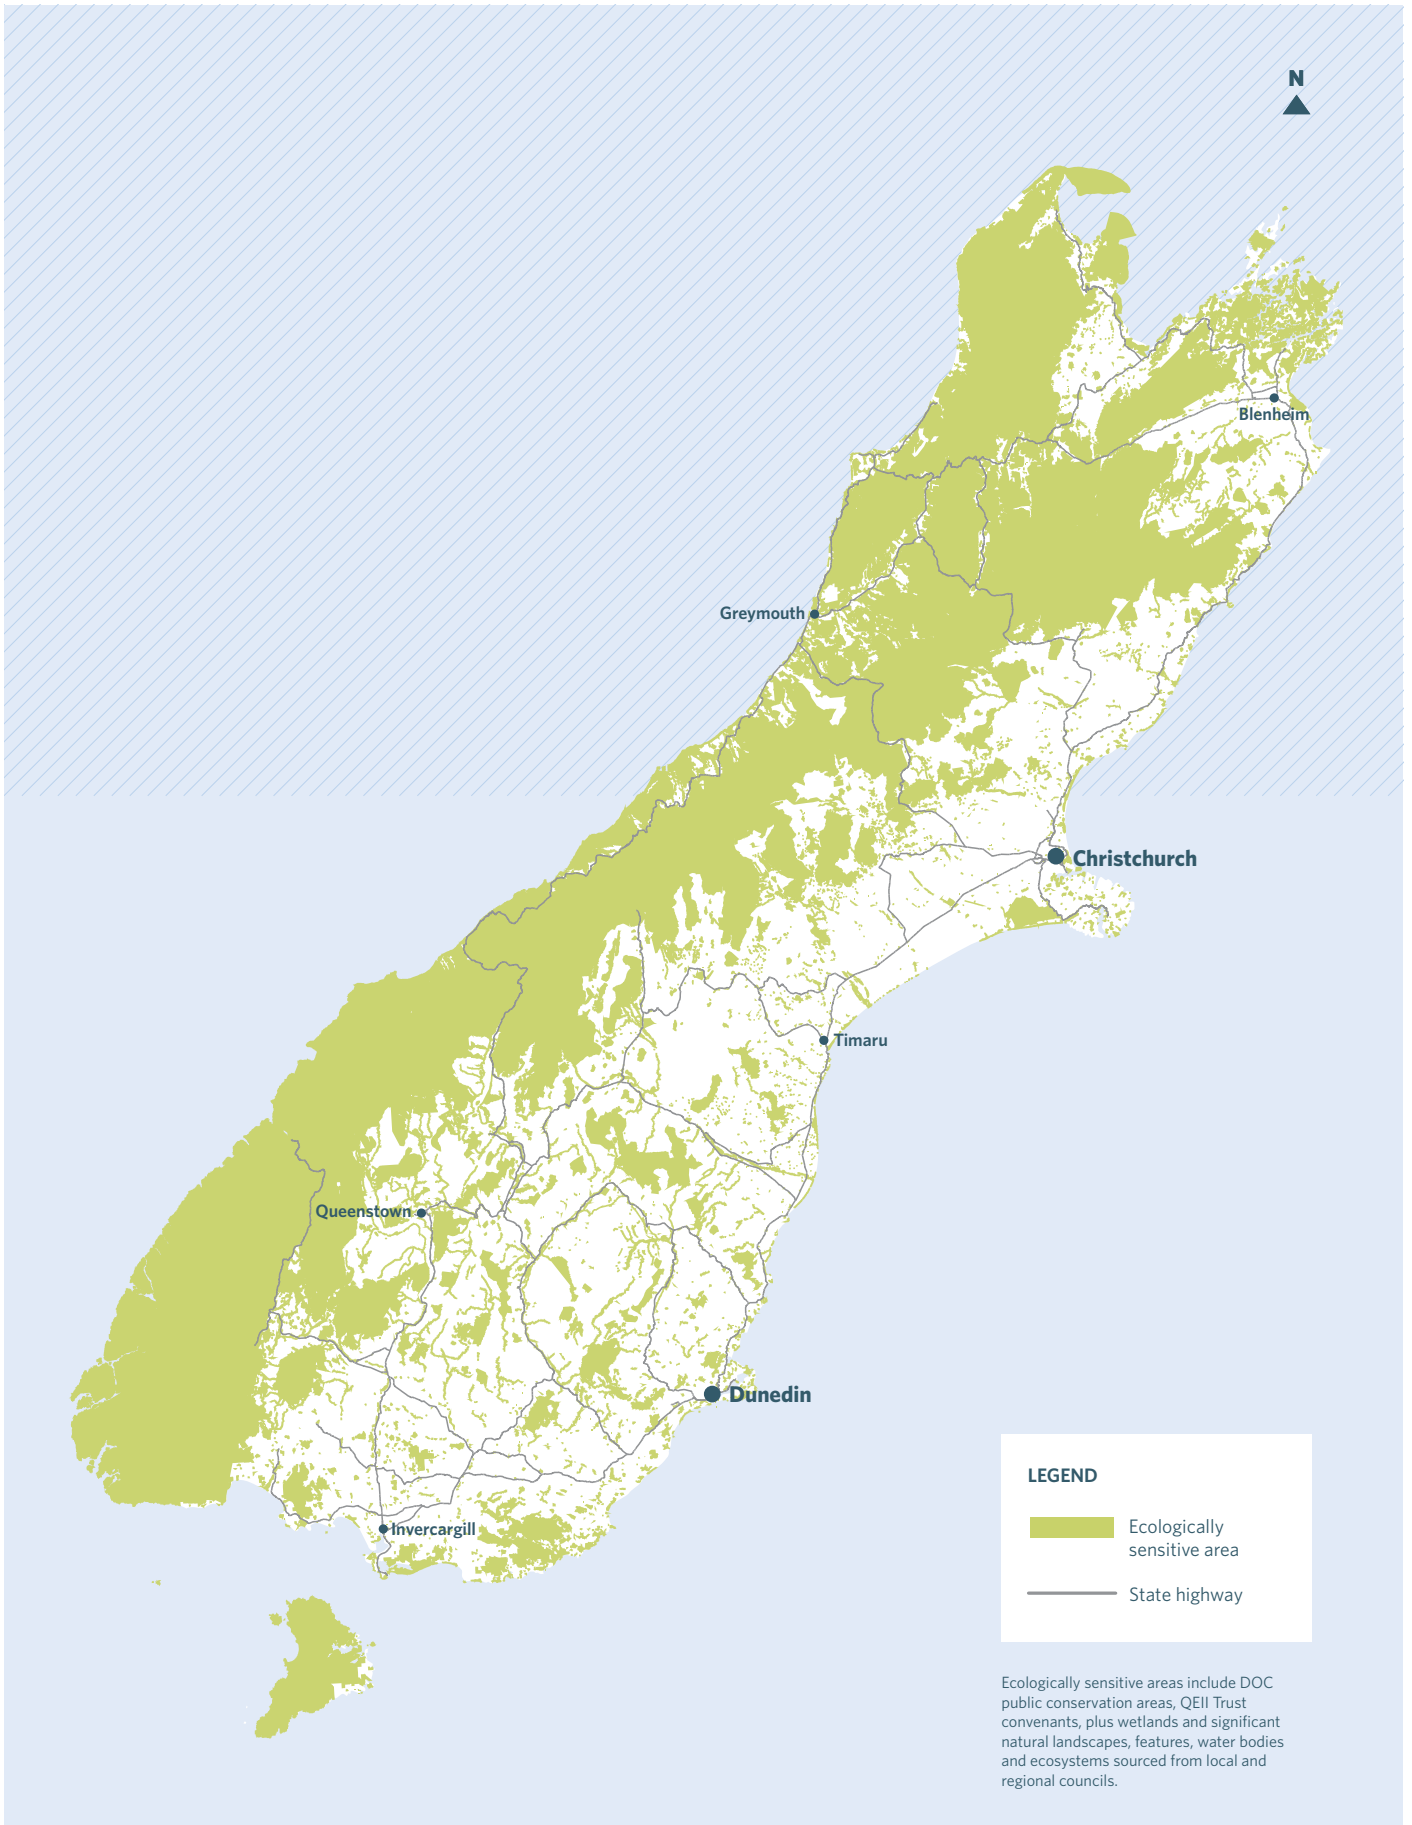 N
Blenheim
Greymouth
Christchurch
Timaru
Queenstown
Dunedin
Invercargill
LEGEND
Ecologically
sensitive area
State highway
Ecologically sensitive areas include DOC
public conservation areas, QEII Trust
convenants, plus wetlands and significant
natural landscapes, features, water bodies
and ecosystems sourced from local and
regional councils.